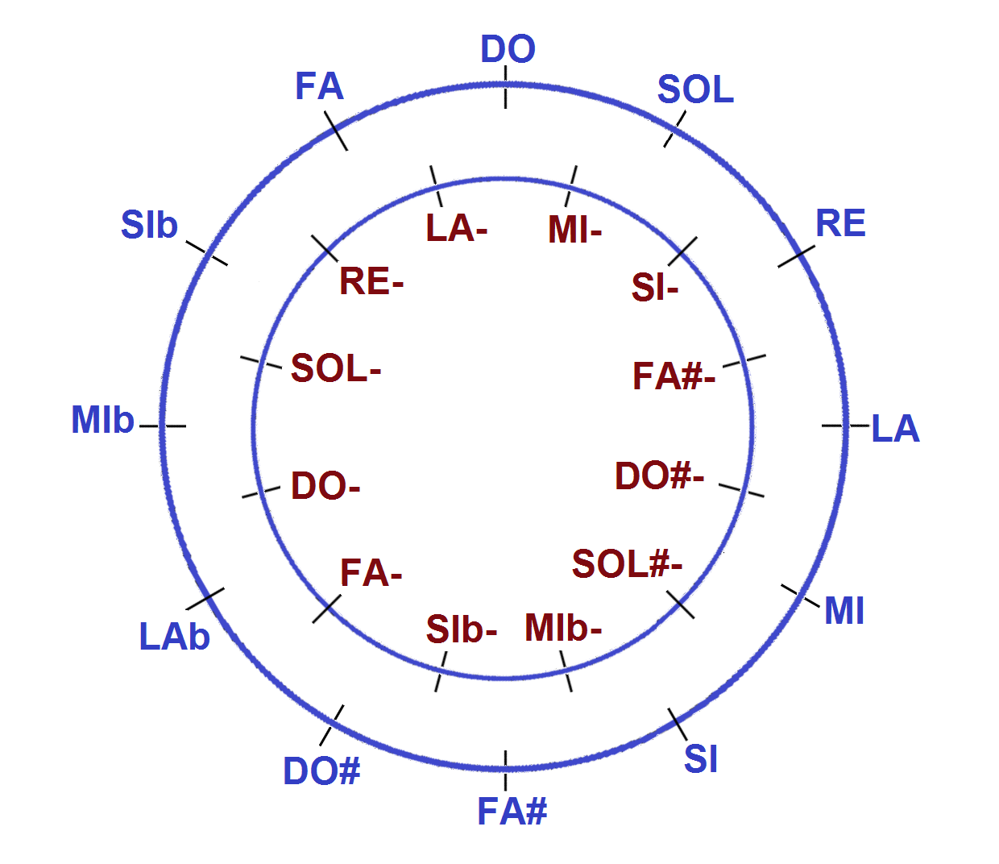 DO
FA
SOL
SIb
RE
LA-
MI-
RE-
SI-
SOL-
FA#-
MIb
LA
DO-
DO#-
FA-
SOL#-
LAb
MI
SIb-
MIb-
DO#
SI
FA#